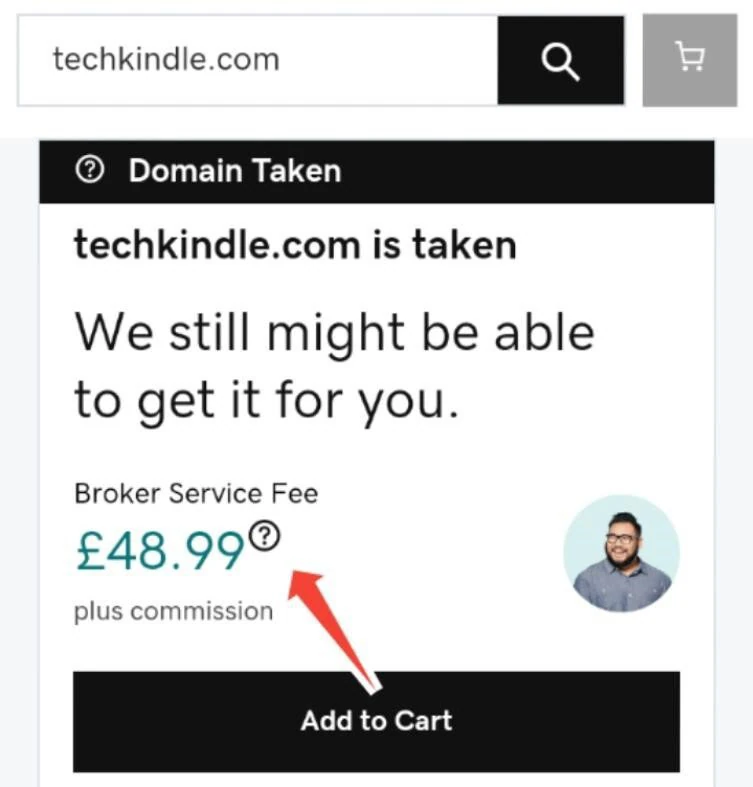 techkindle.com
Domain Taken
techkindle.com is taken
We still might be able
to get it for you.
Broker Service Fee
£48.99
plus commission
Add to Cart